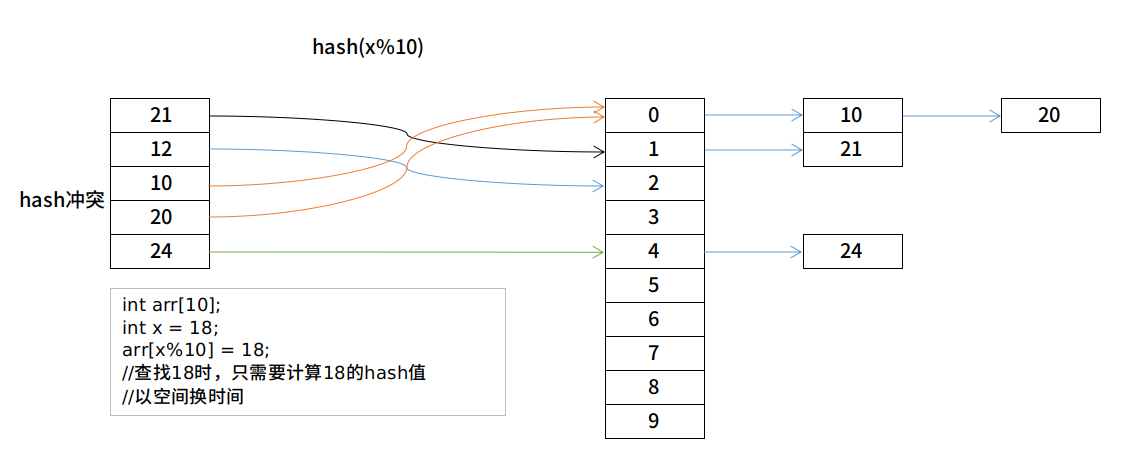 hash(x%10)
21
12
10
20
24
hash冲突
int arr[10];
int x = 18;
arr[x%10] = 18;
//查找18时，只需要计算18的hash值
//以空间换时间
0
1
2
3
4
5
6
7
8
9
10
21
24
20